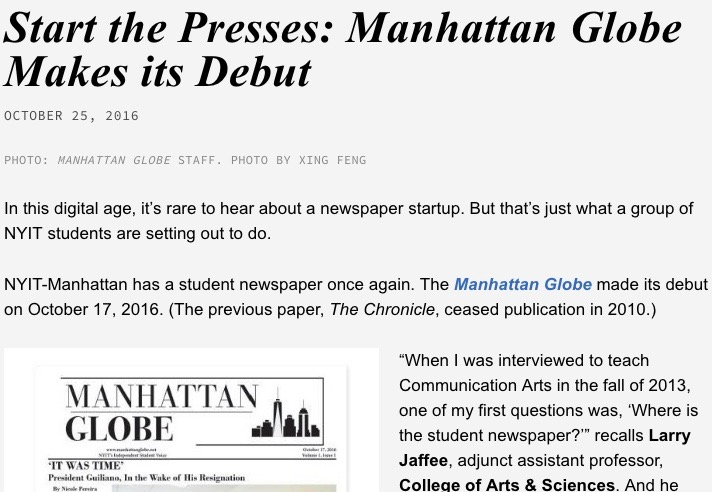 Start the Presses: Manhattan Globe
Makes its Debut
OCTOBER 25, 2016
PHOTO: MANHATTAN GLOBE STAFF. PHOTO BY XING FENG
In this digital age, it’s rare to hear about a newspaper startup. But that’s just what a group of
NYIT students are setting out to do.
NYIT-Manhattan has a student newspaper once again. The Manhattan Globe made its debut
on October 17, 2016. (The previous paper, The Chronicle, ceased publication in 2010.)
MANHATTAN
GLOBE
www.manhattanglobe.net
NYIT's Independent Student Voice
October 17, 2016
Volume 1, Issue 1
‘IT WAS TIME’
President Guiliano, In the Wake of His Resignation
By Nicole Pereira
“When I was interviewed to teach
Communication Arts in the fall of 2013,
one of my first questions was, ‘Where is
the student newspaper?’” recalls Larry
Jaffee, adjunct assistant professor,
College of Arts & Sciences. And he